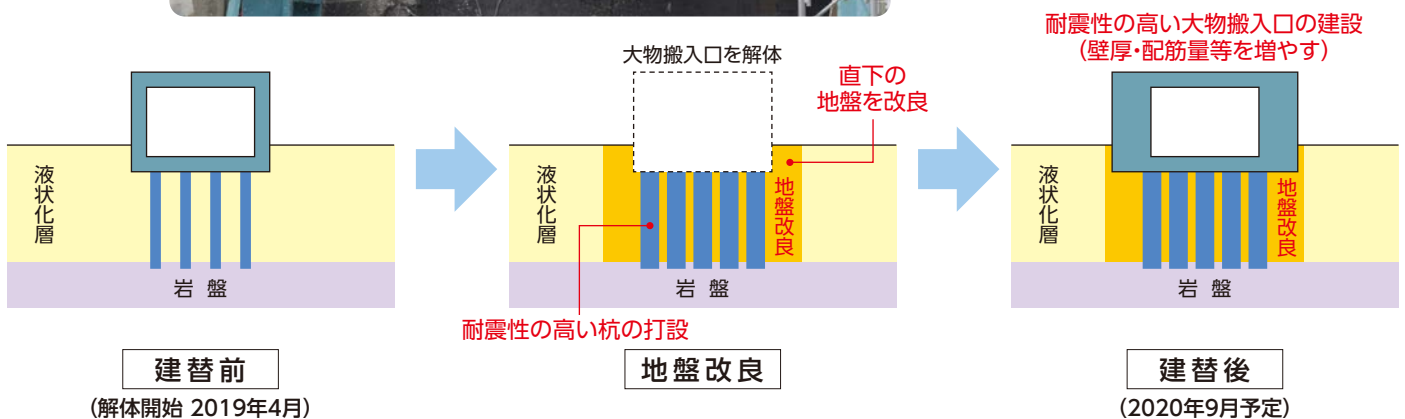 耐震性の高い大物搬入口の建設
(壁厚・配筋量等を増やす)
大物搬入口を解体
直下の
地盤を改良
液状化層
岩盤
液状化層
地盤改良
岩盤
液状化層
地盤改良
岩盤
耐震性の高い杭の打設
建替前
(解体開始 2019年4月)
地盤改良
建替後
(2020年9月予定)